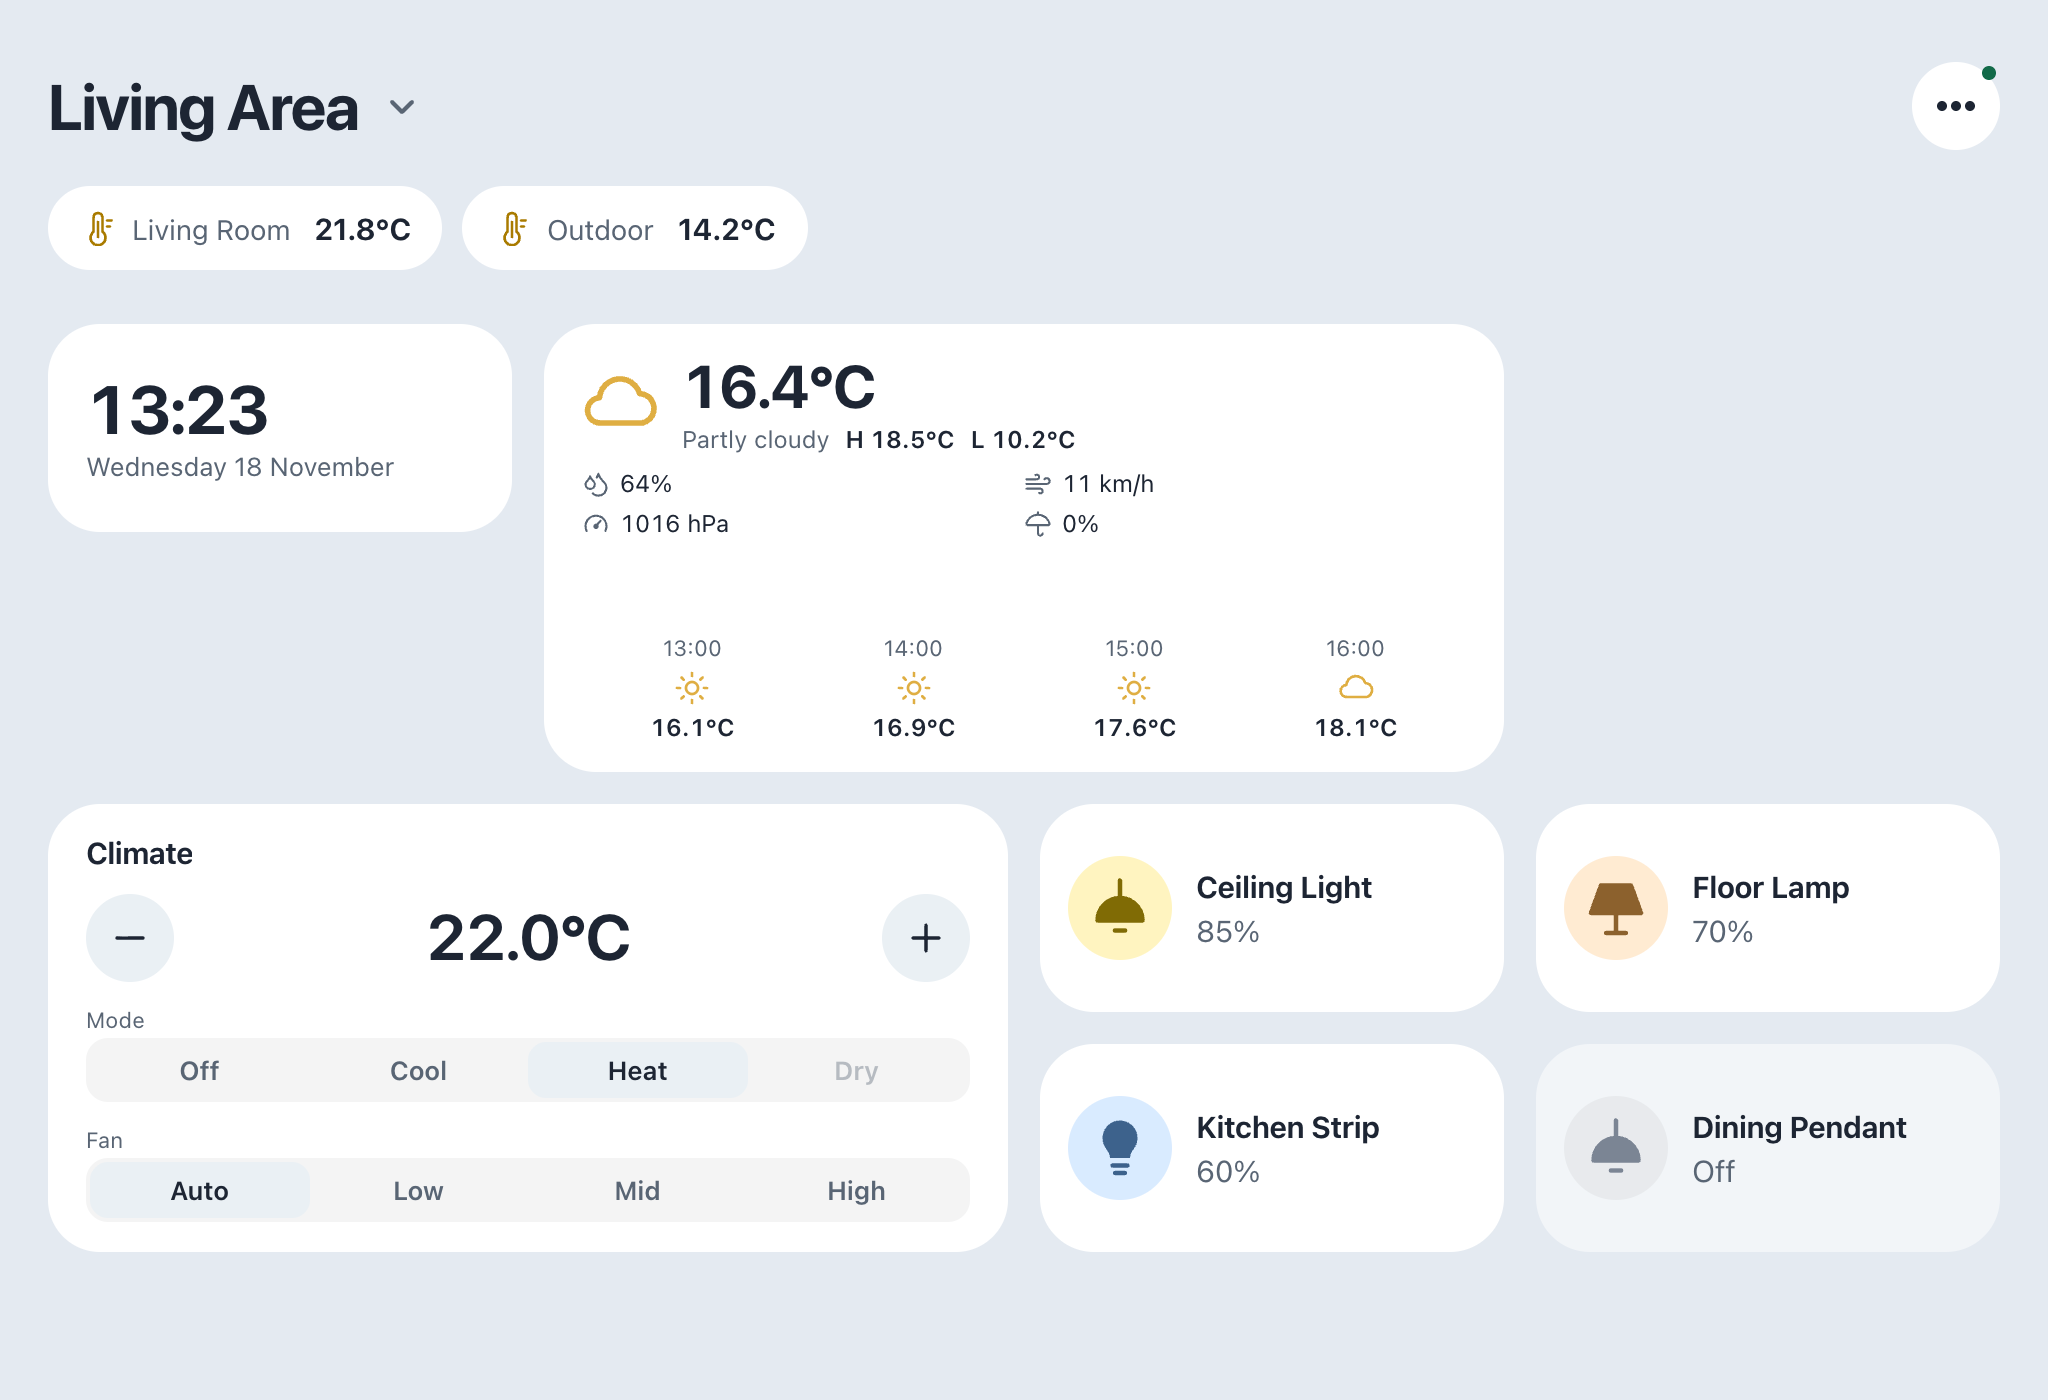 Living Area
Living Room 21.8°C
Outdoor 14.2°C
13:23
Wednesday 18 November
16.4°C
Partly cloudy H 18.5°C L 10.2°C
64%
11 km/h
1016 hPa
0%
13:00 14:00 15:00 16:00
16.1°C 16.9°C 17.6°C 18.1°C
Climate
22.0°C
Mode
Off Cool Heat Dry
Fan
Auto Low Mid High
Ceiling Light
85%
Floor Lamp
70%
Kitchen Strip
60%
Dining Pendant
Off